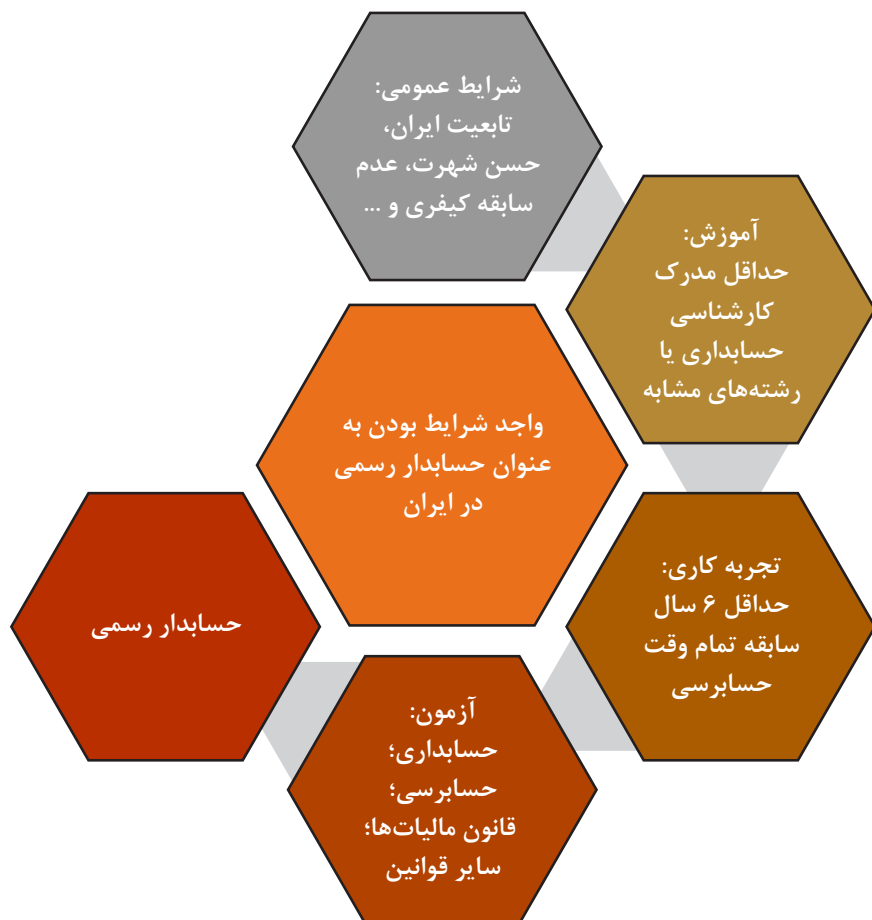 شرایط عمومی:
تابعیت ایران،
حسن شهرت، عدم
سابقه کیفری و ...
آموزش:
حداقل مدرک
کارشناسی
حسابداری یا
رشته‌های مشابه
واجد شرایط بودن به
عنوان حسابدار رسمی
در ایران
تجربه کاری:
حداقل ۶ سال
سابقه تمام وقت
حسابرسی
آزمون:
حسابداری؛
حسابرسی؛
قانون مالیات‌ها؛
سایر قوانین
حسابدار رسمی